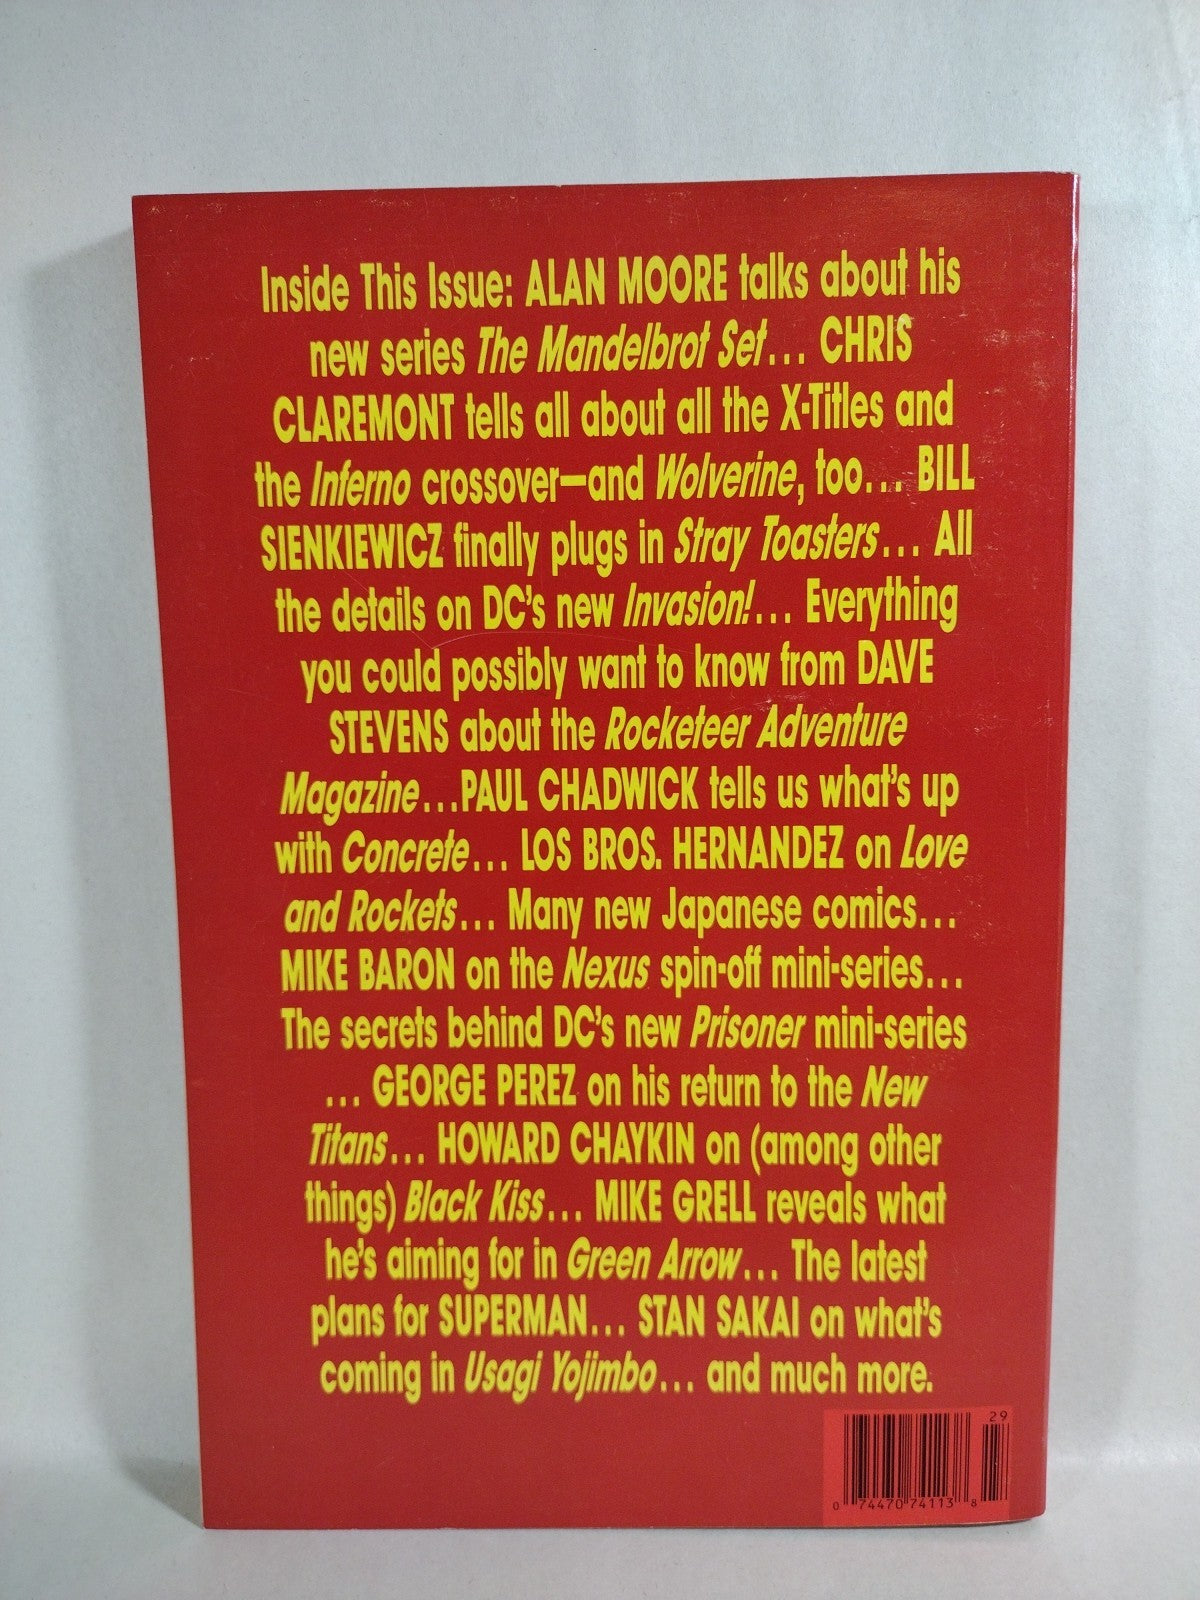 Inside This Issue: ALAN MOORE talks about his
new series The Mandelbrot Set... CHRIS
CLAREMONT tells all about all the X-Titles and
the Inferno crossover—and Wolverine, too... BILL
SIENKIEWICZ finally plugs in Stray Toasters... All
the details on DC's new Invasion!... Everything
you could possibly want to know from DAVE
STEVENS about the Rocketeer Adventure
Magazine...PAUL CHADWICK tells us what's up
with Concrete... LOS BROS. HERNANDEZ on Love
and Rockets... Many new Japanese comics...
MIKE BARON on the Nexus spin-off mini-series...
The secrets behind DC's new Prisoner mini-series
... GEORGE PEREZ on his return to the New
Titans... HOWARD CHAYKIN on (among other
things) Black Kiss... MIKE GRELL reveals what
he's aiming for in Green Arrow... The latest
plans for SUPERMAN... STAN SAKAI on what's
coming in Usagi Yojimbo... and much more.
29
0 74470 74113 8